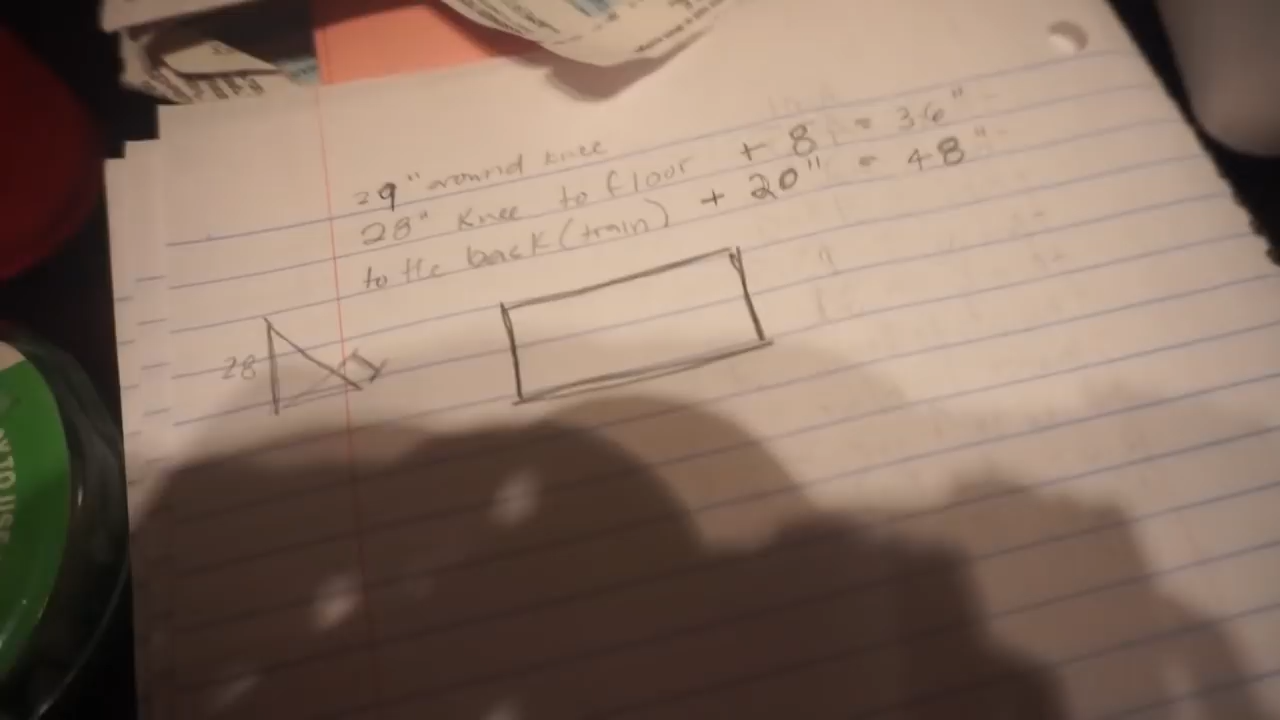 29" around knee
28" knee to floor + 8 = 36"
to the back (train) + 20" = 48"
28